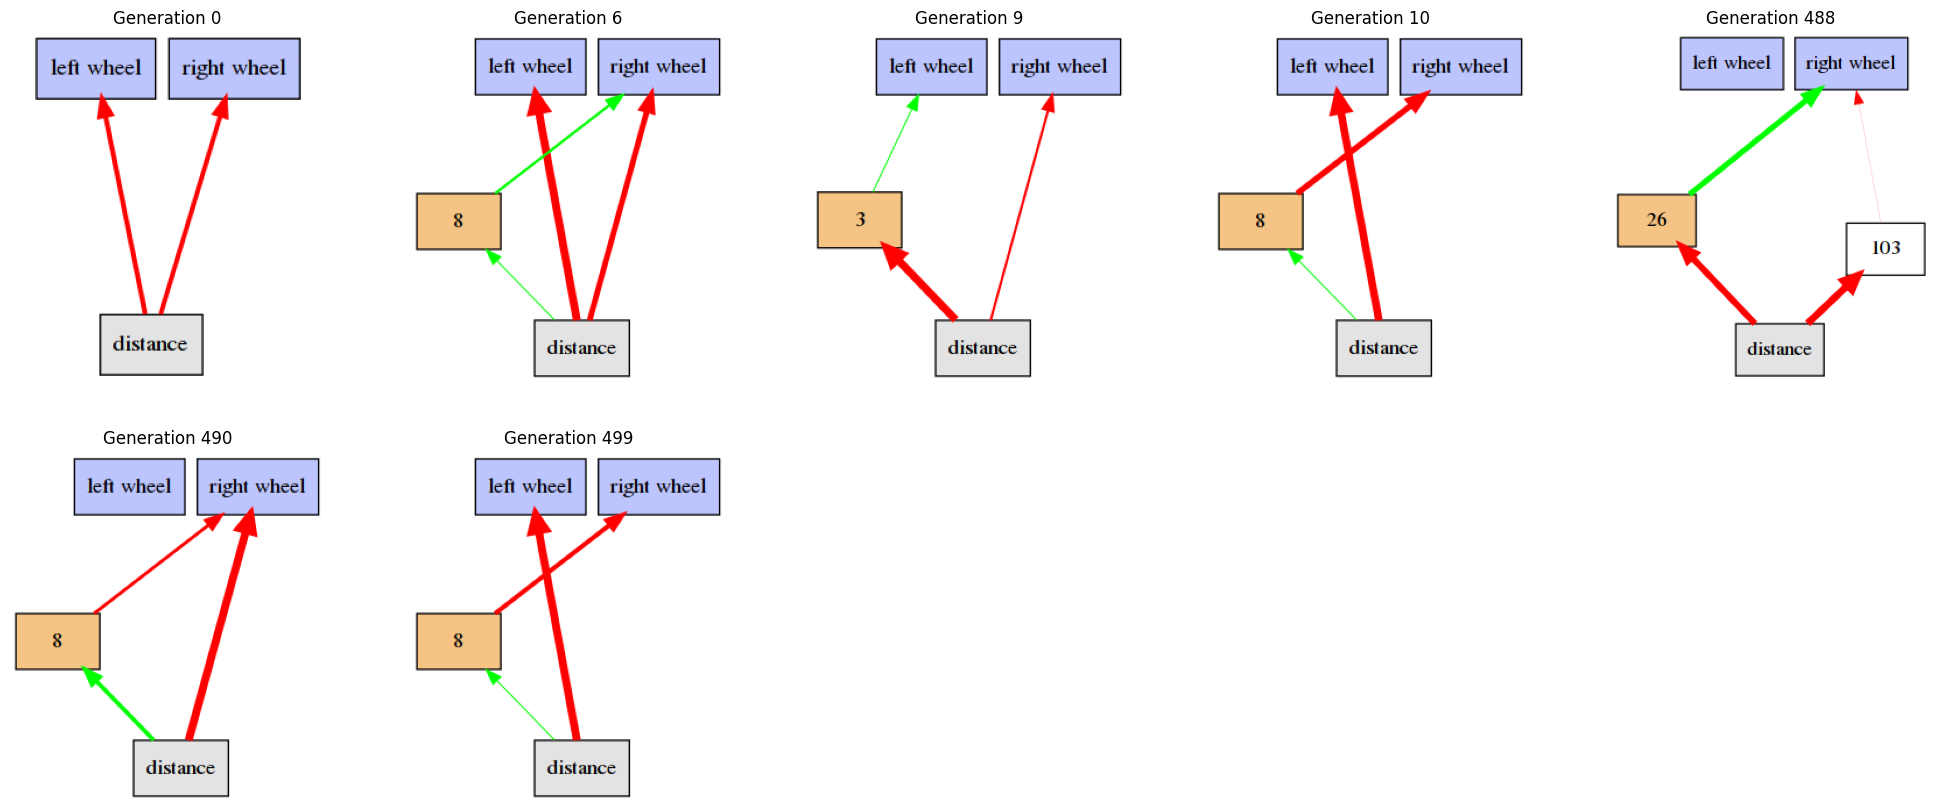 Generation 0
left wheel
right wheel
distance
Generation 6
left wheel
right wheel
8
distance
Generation 9
left wheel
right wheel
3
distance
Generation 10
left wheel
right wheel
8
distance
Generation 488
left wheel
right wheel
26
103
distance
Generation 490
left wheel
right wheel
8
distance
Generation 499
left wheel
right wheel
8
distance